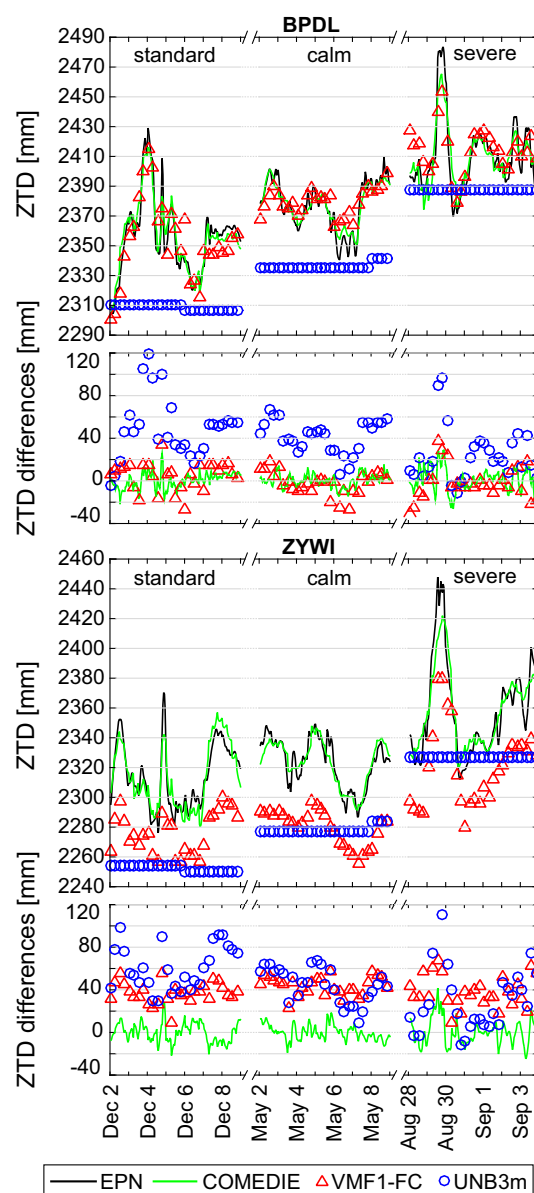 BPDL
standard calm severe
ZTD [mm]
2490
2470
2450
2430
2410
2390
2370
2350
2330
2310
2290
ZTD differences [mm]
120
80
40
0
-40
ZYWI
standard calm severe
ZTD [mm]
2460
2440
2420
2400
2380
2360
2340
2320
2300
2280
2260
2240
ZTD differences [mm]
120
80
40
0
-40
Dec 2
Dec 4
Dec 6
Dec 8
May 2
May 4
May 6
May 8
Aug 28
Aug 30
Sep 1
Sep 3
EPN COMEDIE VMF1-FC UNB3m